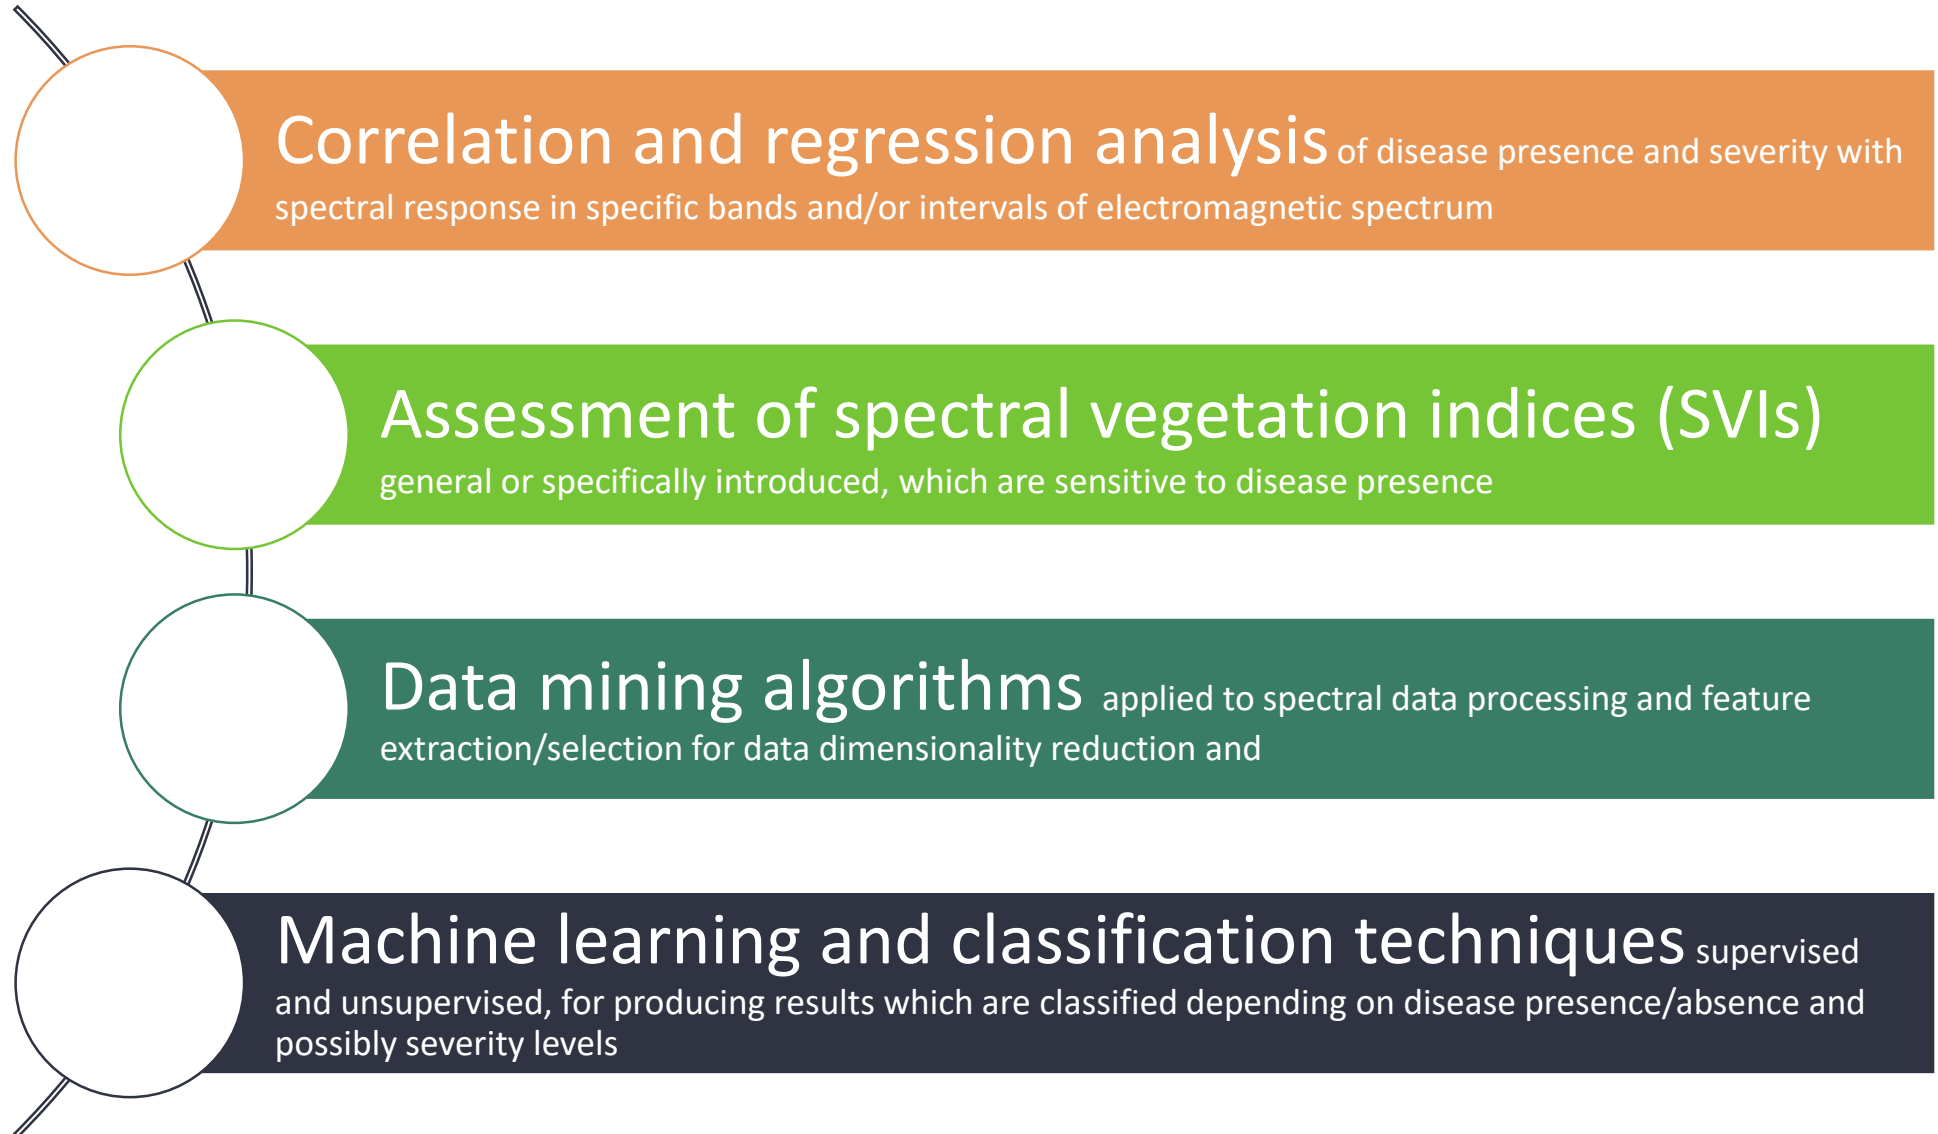 Correlation and regression analysis of disease presence and severity with
spectral response in specific bands and/or intervals of electromagnetic spectrum
Assessment of spectral vegetation indices (SVIs)
general or specifically introduced, which are sensitive to disease presence
Data mining algorithms applied to spectral data processing and feature
extraction/selection for data dimensionality reduction and
Machine learning and classification techniques supervised
and unsupervised, for producing results which are classified depending on disease presence/absence and
possibly severity levels